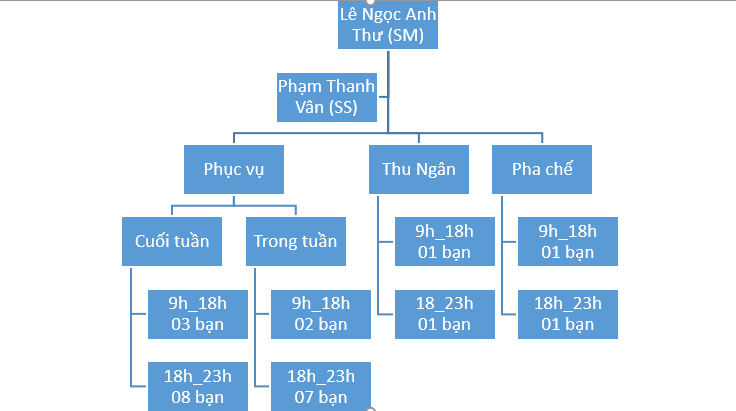 Lê Ngọc Anh
Thư (SM)
Phạm Thanh
Vân (SS)
Phục vụ
Thu Ngân
Pha chế
Cuối tuần
Trong tuần
9h_18h
01 bạn
9h_18h
01 bạn
9h_18h
03 bạn
9h_18h
02 bạn
18_23h
01 bạn
18h_23h
01 bạn
18h_23h
08 bạn
18h_23h
07 bạn